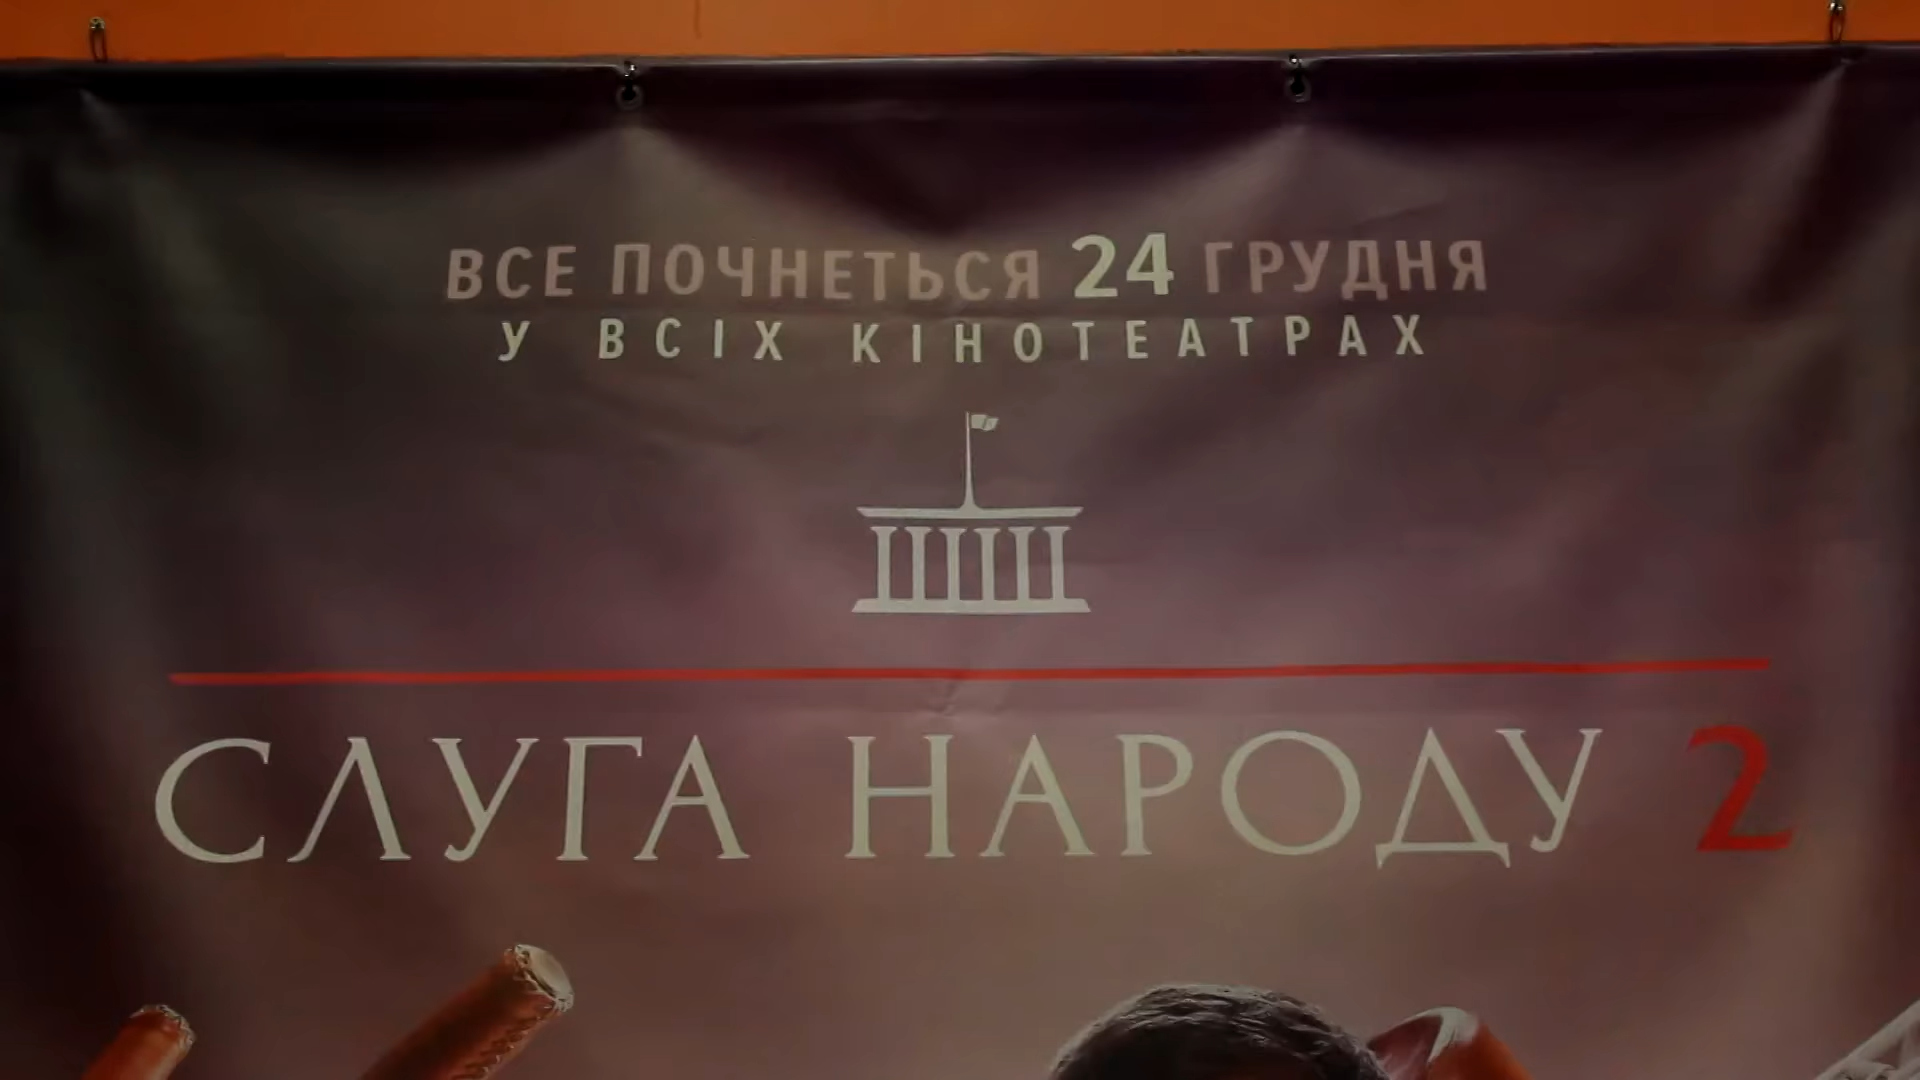 ВСЕ ПОЧНЕТЬСЯ 24 ГРУДНЯ
У ВСІХ КІНОТЕАТРАХ
СЛУГА НАРОДУ 2